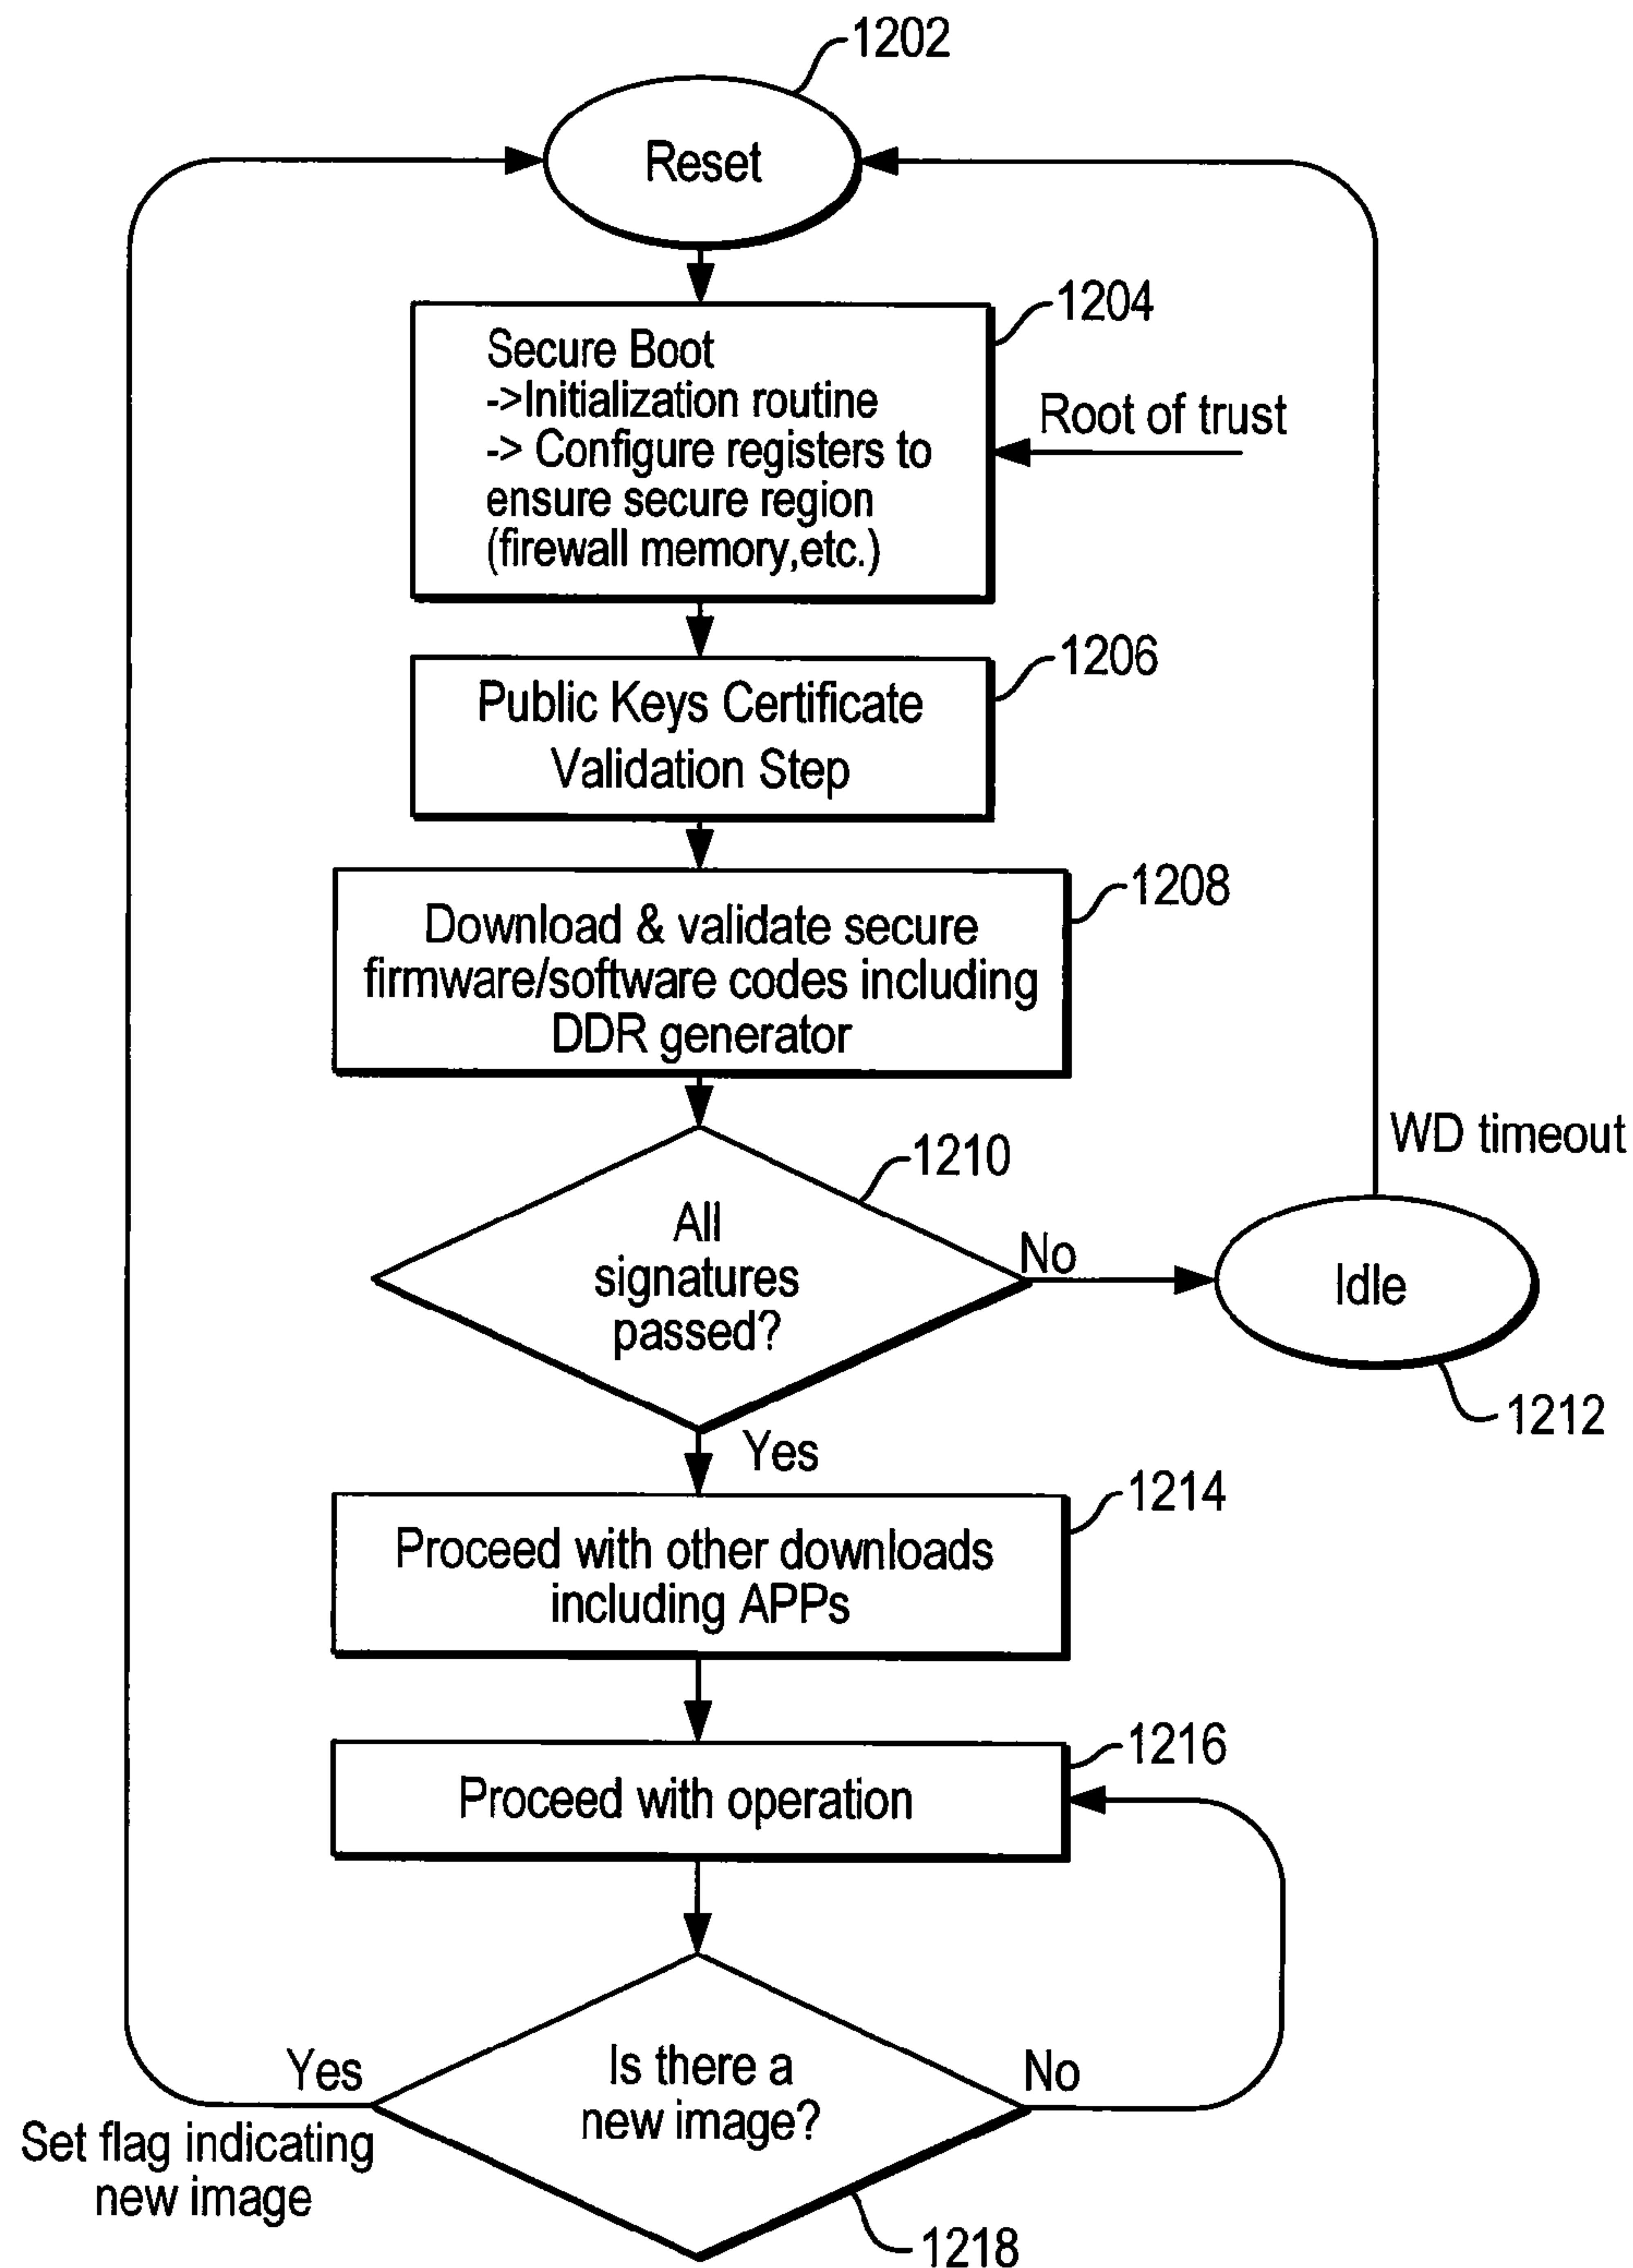 1202
Reset
1204
Secure Boot
->Initialization routine
-> Configure registers to
ensure secure region
(firewall memory,etc.)
Root of trust
1206
Public Keys Certificate
Validation Step
1208
Download & validate secure
firmware/software codes including
DDR generator
WD timeout
1210
All
signatures
passed?
No
Idle
1212
Yes
1214
Proceed with other downloads
including APPs
1216
Proceed with operation
Is there a
new image?
Yes
No
Set flag indicating
new image
1218